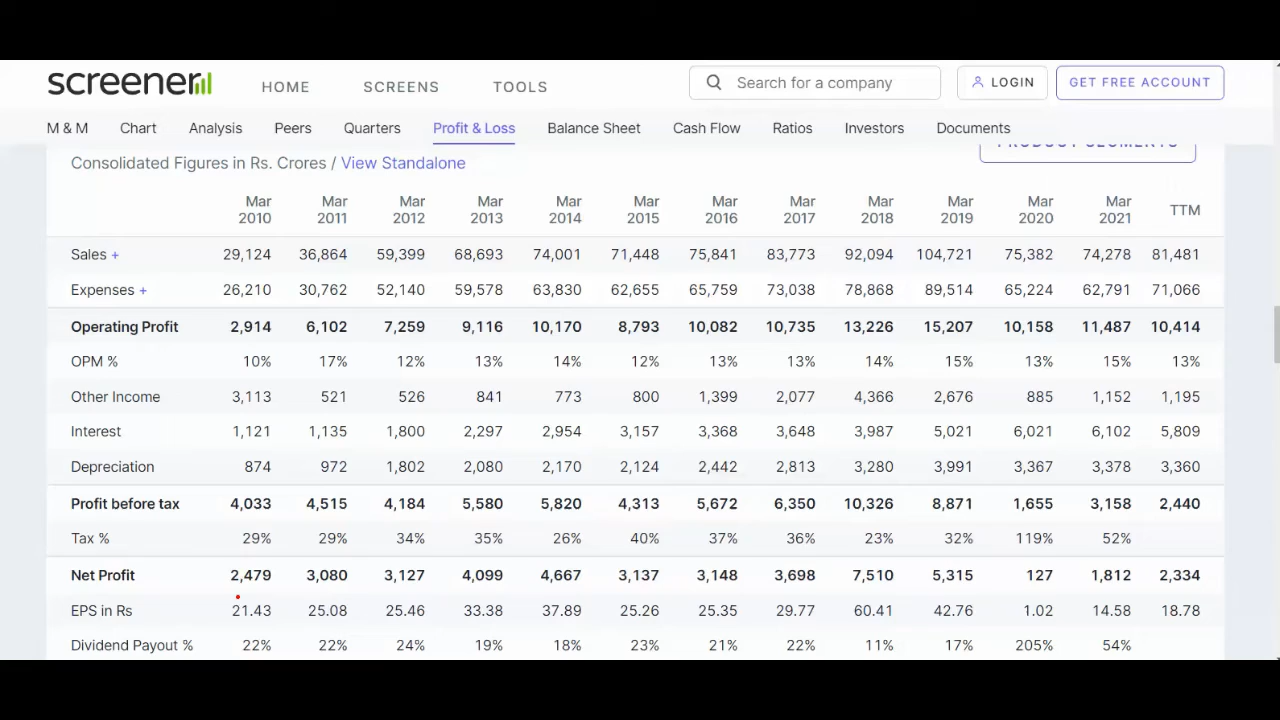 screener HOME SCREENS TOOLS Search for a company LOGIN GET FREE ACCOUNT
M & M Chart Analysis Peers Quarters Profit & Loss Balance Sheet Cash Flow Ratios Investors Documents
Consolidated Figures in Rs. Crores / View Standalone PRODUCT SEGMENTS
Mar Mar Mar Mar Mar Mar Mar Mar Mar Mar Mar Mar
2010 2011 2012 2013 2014 2015 2016 2017 2018 2019 2020 2021 TTM
Sales + 29,124 36,864 59,399 68,693 74,001 71,448 75,841 83,773 92,094 104,721 75,382 74,278 81,481
Expenses + 26,210 30,762 52,140 59,578 63,830 62,655 65,759 73,038 78,868 89,514 65,224 62,791 71,066
Operating Profit 2,914 6,102 7,259 9,116 10,170 8,793 10,082 10,735 13,226 15,207 10,158 11,487 10,414
OPM % 10% 17% 12% 13% 14% 12% 13% 13% 14% 15% 13% 15% 13%
Other Income 3,113 521 526 841 773 800 1,399 2,077 4,366 2,676 885 1,152 1,195
Interest 1,121 1,135 1,800 2,297 2,954 3,157 3,368 3,648 3,987 5,021 6,021 6,102 5,809
Depreciation 874 972 1,802 2,080 2,170 2,124 2,442 2,813 3,280 3,991 3,367 3,378 3,360
Profit before tax 4,033 4,515 4,184 5,580 5,820 4,313 5,672 6,350 10,326 8,871 1,655 3,158 2,440
Tax % 29% 29% 34% 35% 26% 40% 37% 36% 23% 32% 119% 52%
Net Profit 2,479 3,080 3,127 4,099 4,667 3,137 3,148 3,698 7,510 5,315 127 1,812 2,334
EPS in Rs 21.43 25.08 25.46 33.38 37.89 25.26 25.35 29.77 60.41 42.76 1.02 14.58 18.78
Dividend Payout % 22% 22% 24% 19% 18% 23% 21% 22% 11% 17% 205% 54%